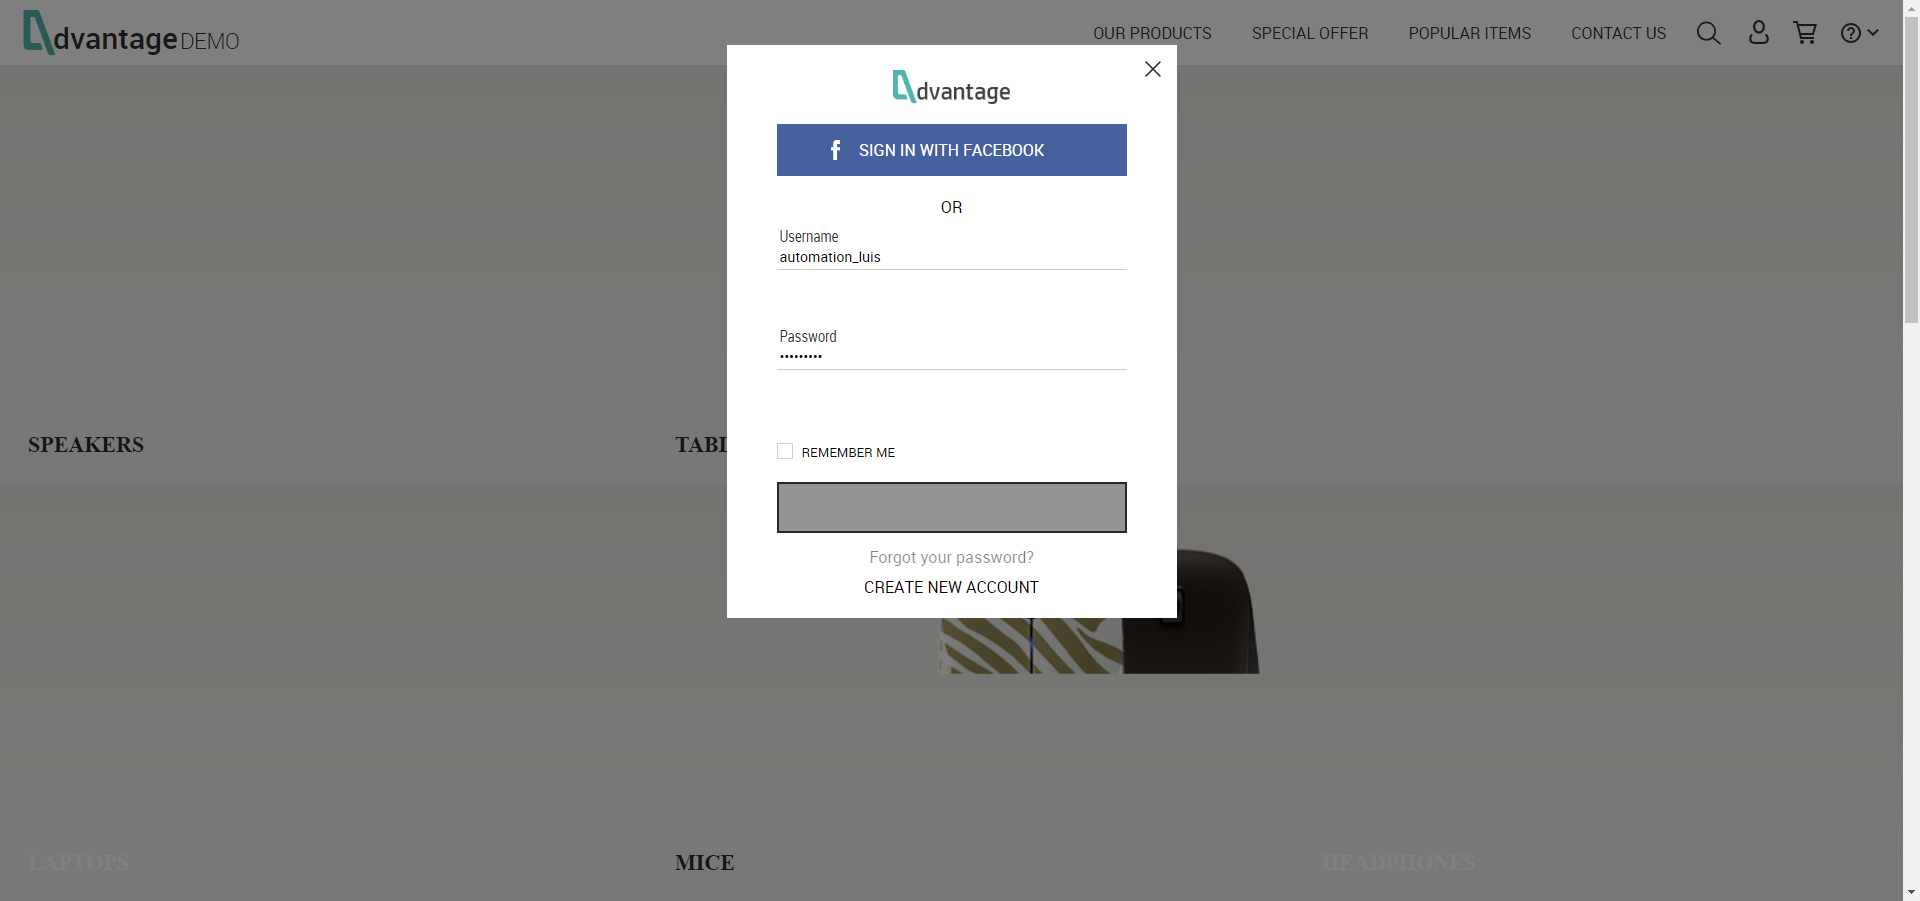 dvantage DEMO
OUR PRODUCTS SPECIAL OFFER POPULAR ITEMS CONTACT US
dvantage
SIGN IN WITH FACEBOOK
OR
Username
automation_luis
Password
•••••••••
REMEMBER ME
Forgot your password?
CREATE NEW ACCOUNT
SPEAKERS
TABL
LAPTOPS
MICE
HEADPHONES